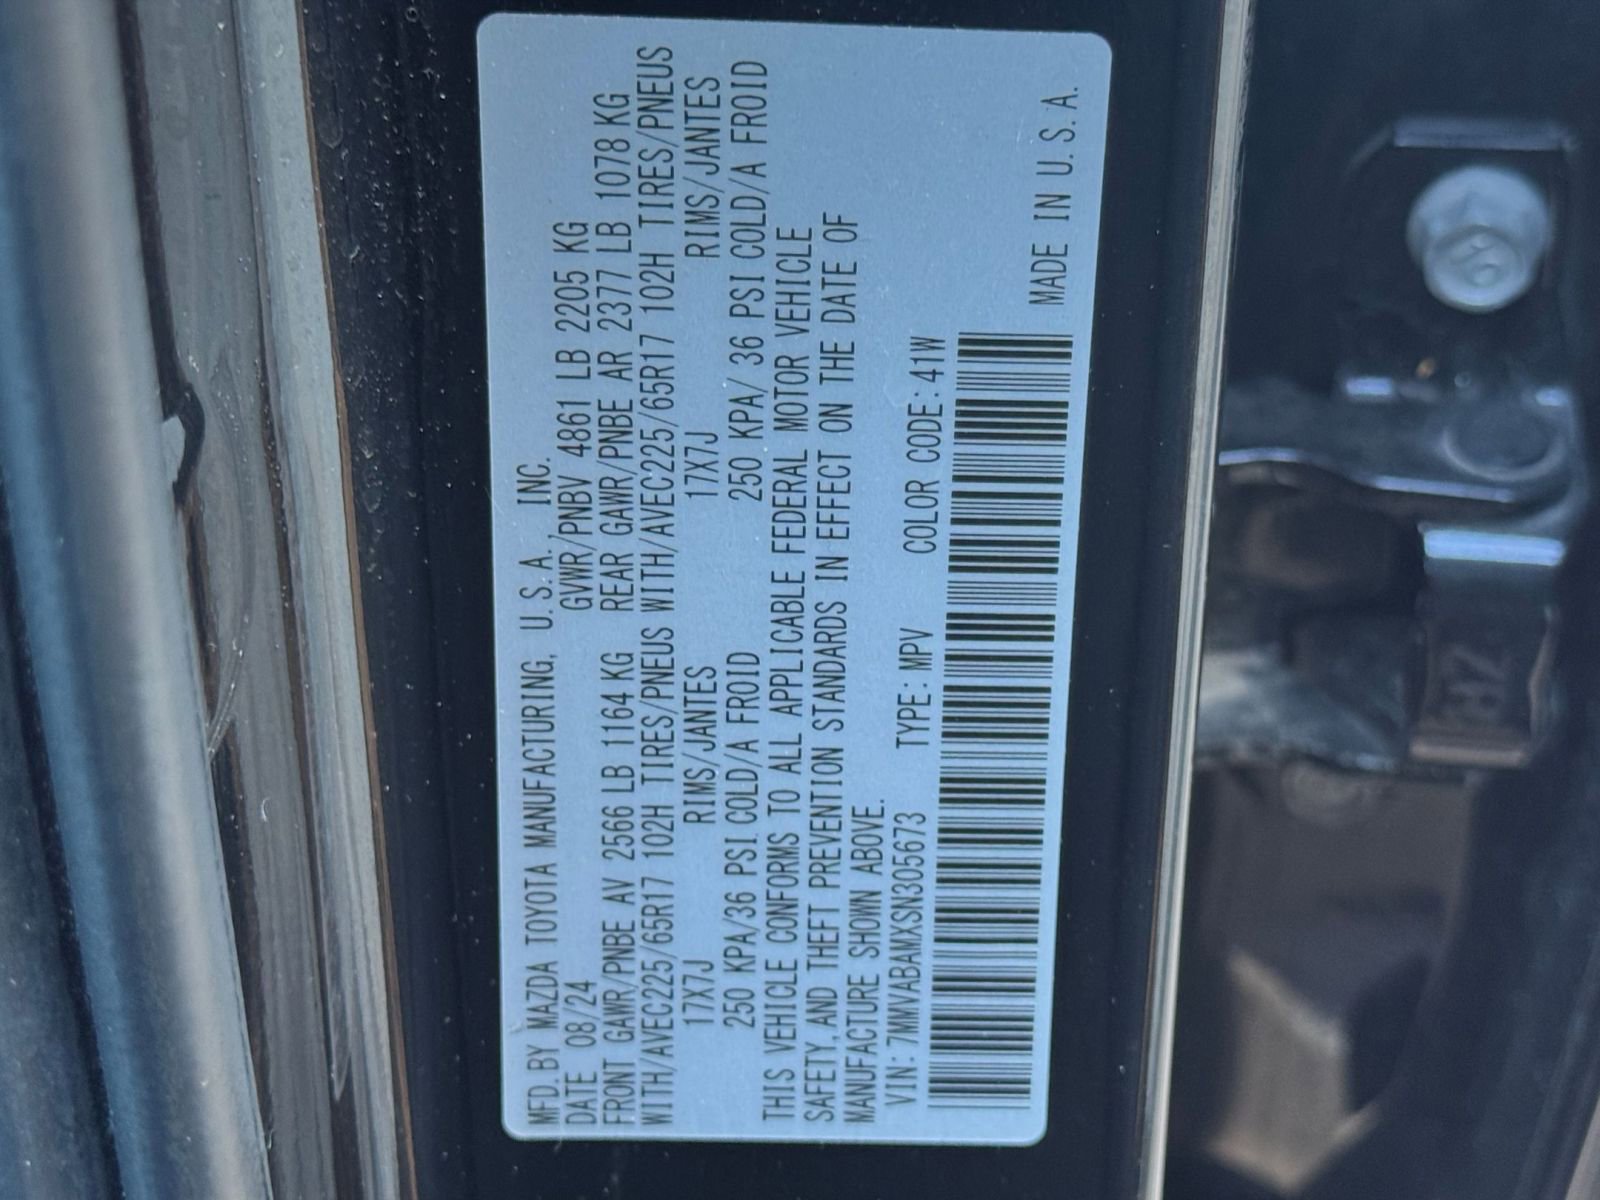 MFD. BY MAZDA TOYOTA MANUFACTURING, U. S. A. , INC.
DATE 08/24 GVWR/PNBV 4861 LB 2205 KG
FRONT GAWR/PNBE AV 2566 LB 1164 KG REAR GAWR/PNBE AR 2377 LB 1078 KG
WITH/AVEC225/65R17 102H TIRES/PNEUS WITH/AVEC225/65R17 102H TIRES/PNEUS
17X7J RIMS/JANTES 17X7J RIMS/JANTES
250 KPA/36 PSI COLD/A FROID 250 KPA/ 36 PSI COLD/A FROID
THIS VEHICLE CONFORMS TO ALL APPLICABLE FEDERAL MOTOR VEHICLE
SAFETY, AND THEFT PREVENTION STANDARDS IN EFFECT ON THE DATE OF
MANUFACTURE SHOWN ABOVE.
VIN: 7MMVABAMXSN305673 TYPE: MPV COLOR CODE: 41W
MADE IN U. S. A.